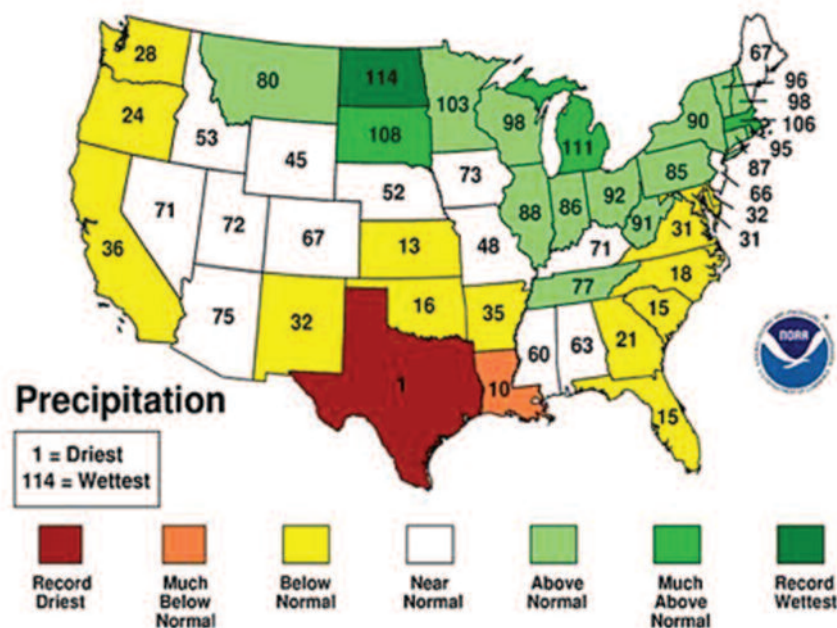 28
24
36
80
53
71
45
72
67
75
32
114
108
52
13
16
1
103
73
48
35
10
98
88
111
86
92
71
77
60
63
21
15
15
18
31
91
85
90
67
96
98
106
95
87
66
32
31
NOAA
Precipitation
1 = Driest
114 = Wettest
Record
Driest
Much
Below
Normal
Below
Normal
Near
Normal
Above
Normal
Much
Above
Normal
Record
Wettest